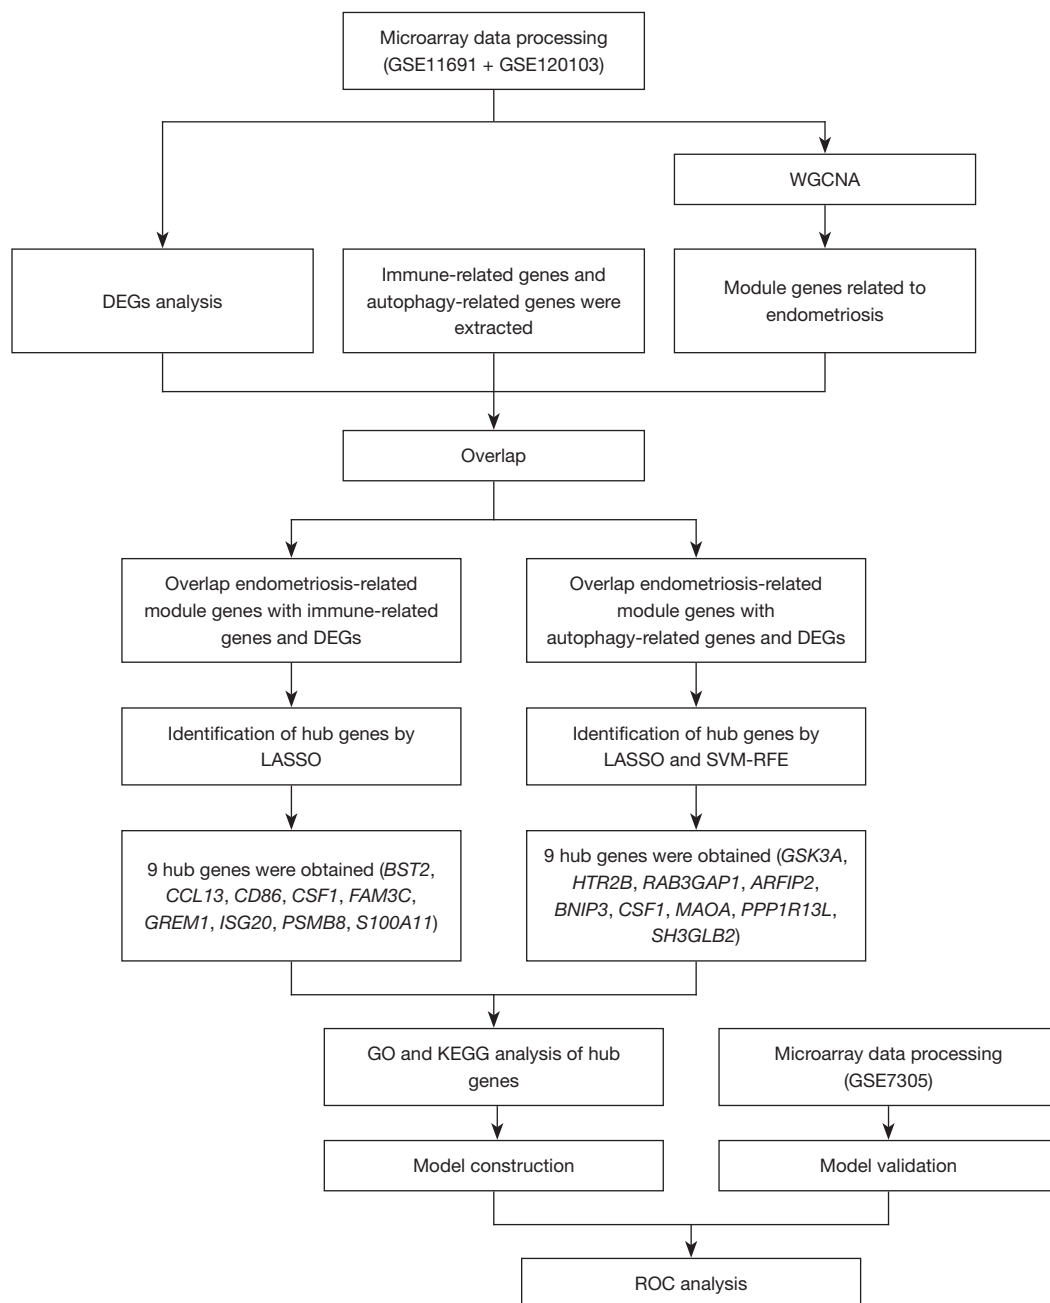 Microarray data processing
(GSE11691 + GSE120103)
WGCNA
DEGs analysis
Immune-related genes and
autophagy-related genes were
extracted
Module genes related to
endometriosis
Overlap
Overlap endometriosis-related
module genes with immune-related
genes and DEGs
Overlap endometriosis-related
module genes with
autophagy-related genes and DEGs
Identification of hub genes by
LASSO
Identification of hub genes by
LASSO and SVM-RFE
9 hub genes were obtained (BST2,
CCL13, CD86, CSF1, FAM3C,
GREM1, ISG20, PSMB8, S100A11)
9 hub genes were obtained (GSK3A,
HTR2B, RAB3GAP1, ARFIP2,
BNIP3, CSF1, MAOA, PPP1R13L,
SH3GLB2)
GO and KEGG analysis of hub
genes
Microarray data processing
(GSE7305)
Model construction
Model validation
ROC analysis